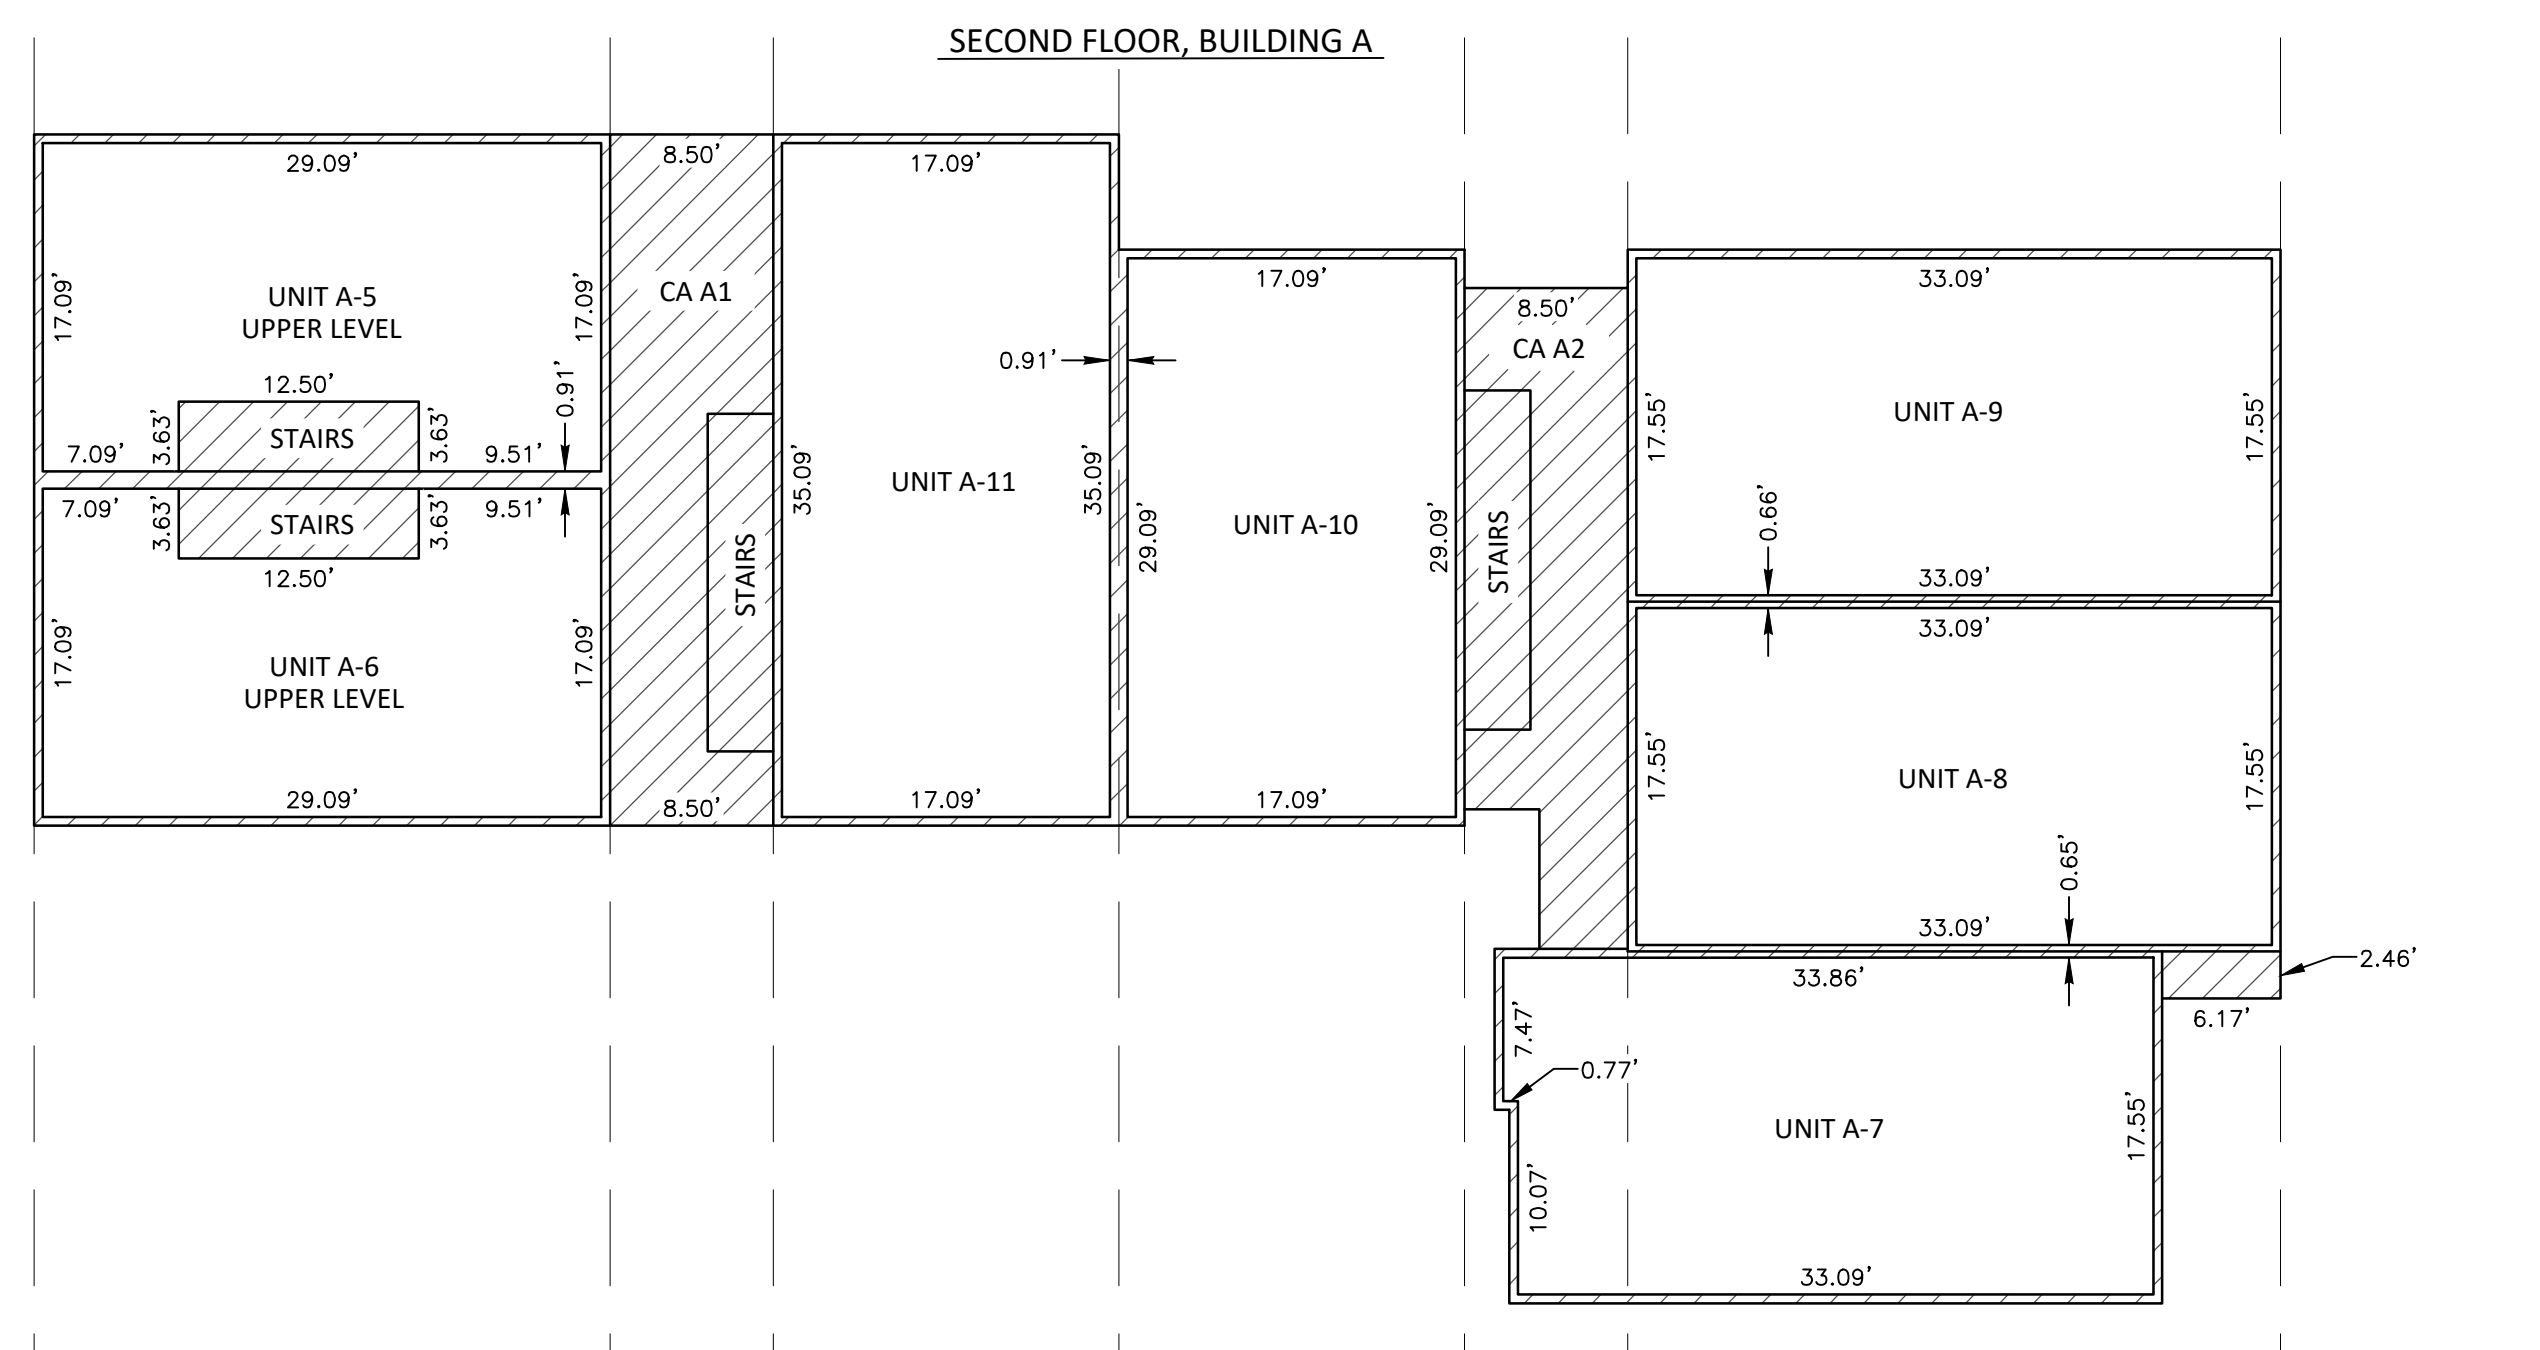 SECOND FLOOR, BUILDING A
29.09'
17.09'
UNIT A-5
UPPER LEVEL
17.09'
12.50'
3.63'
STAIRS
3.63'
7.09'
9.51'
0.91'
7.09'
3.63'
STAIRS
3.63'
9.51'
12.50'
17.09'
UNIT A-6
UPPER LEVEL
17.09'
29.09'
8.50'
CA A1
STAIRS
8.50'
17.09'
35.09'
UNIT A-11
35.09'
17.09'
0.91'
17.09'
29.09'
UNIT A-10
29.09'
17.09'
8.50'
CA A2
STAIRS
33.09'
17.55'
UNIT A-9
17.55'
0.66'
33.09'
33.09'
17.55'
UNIT A-8
17.55'
0.65'
33.09'
2.46'
6.17'
33.86'
7.47'
0.77'
UNIT A-7
17.55'
10.07'
33.09'